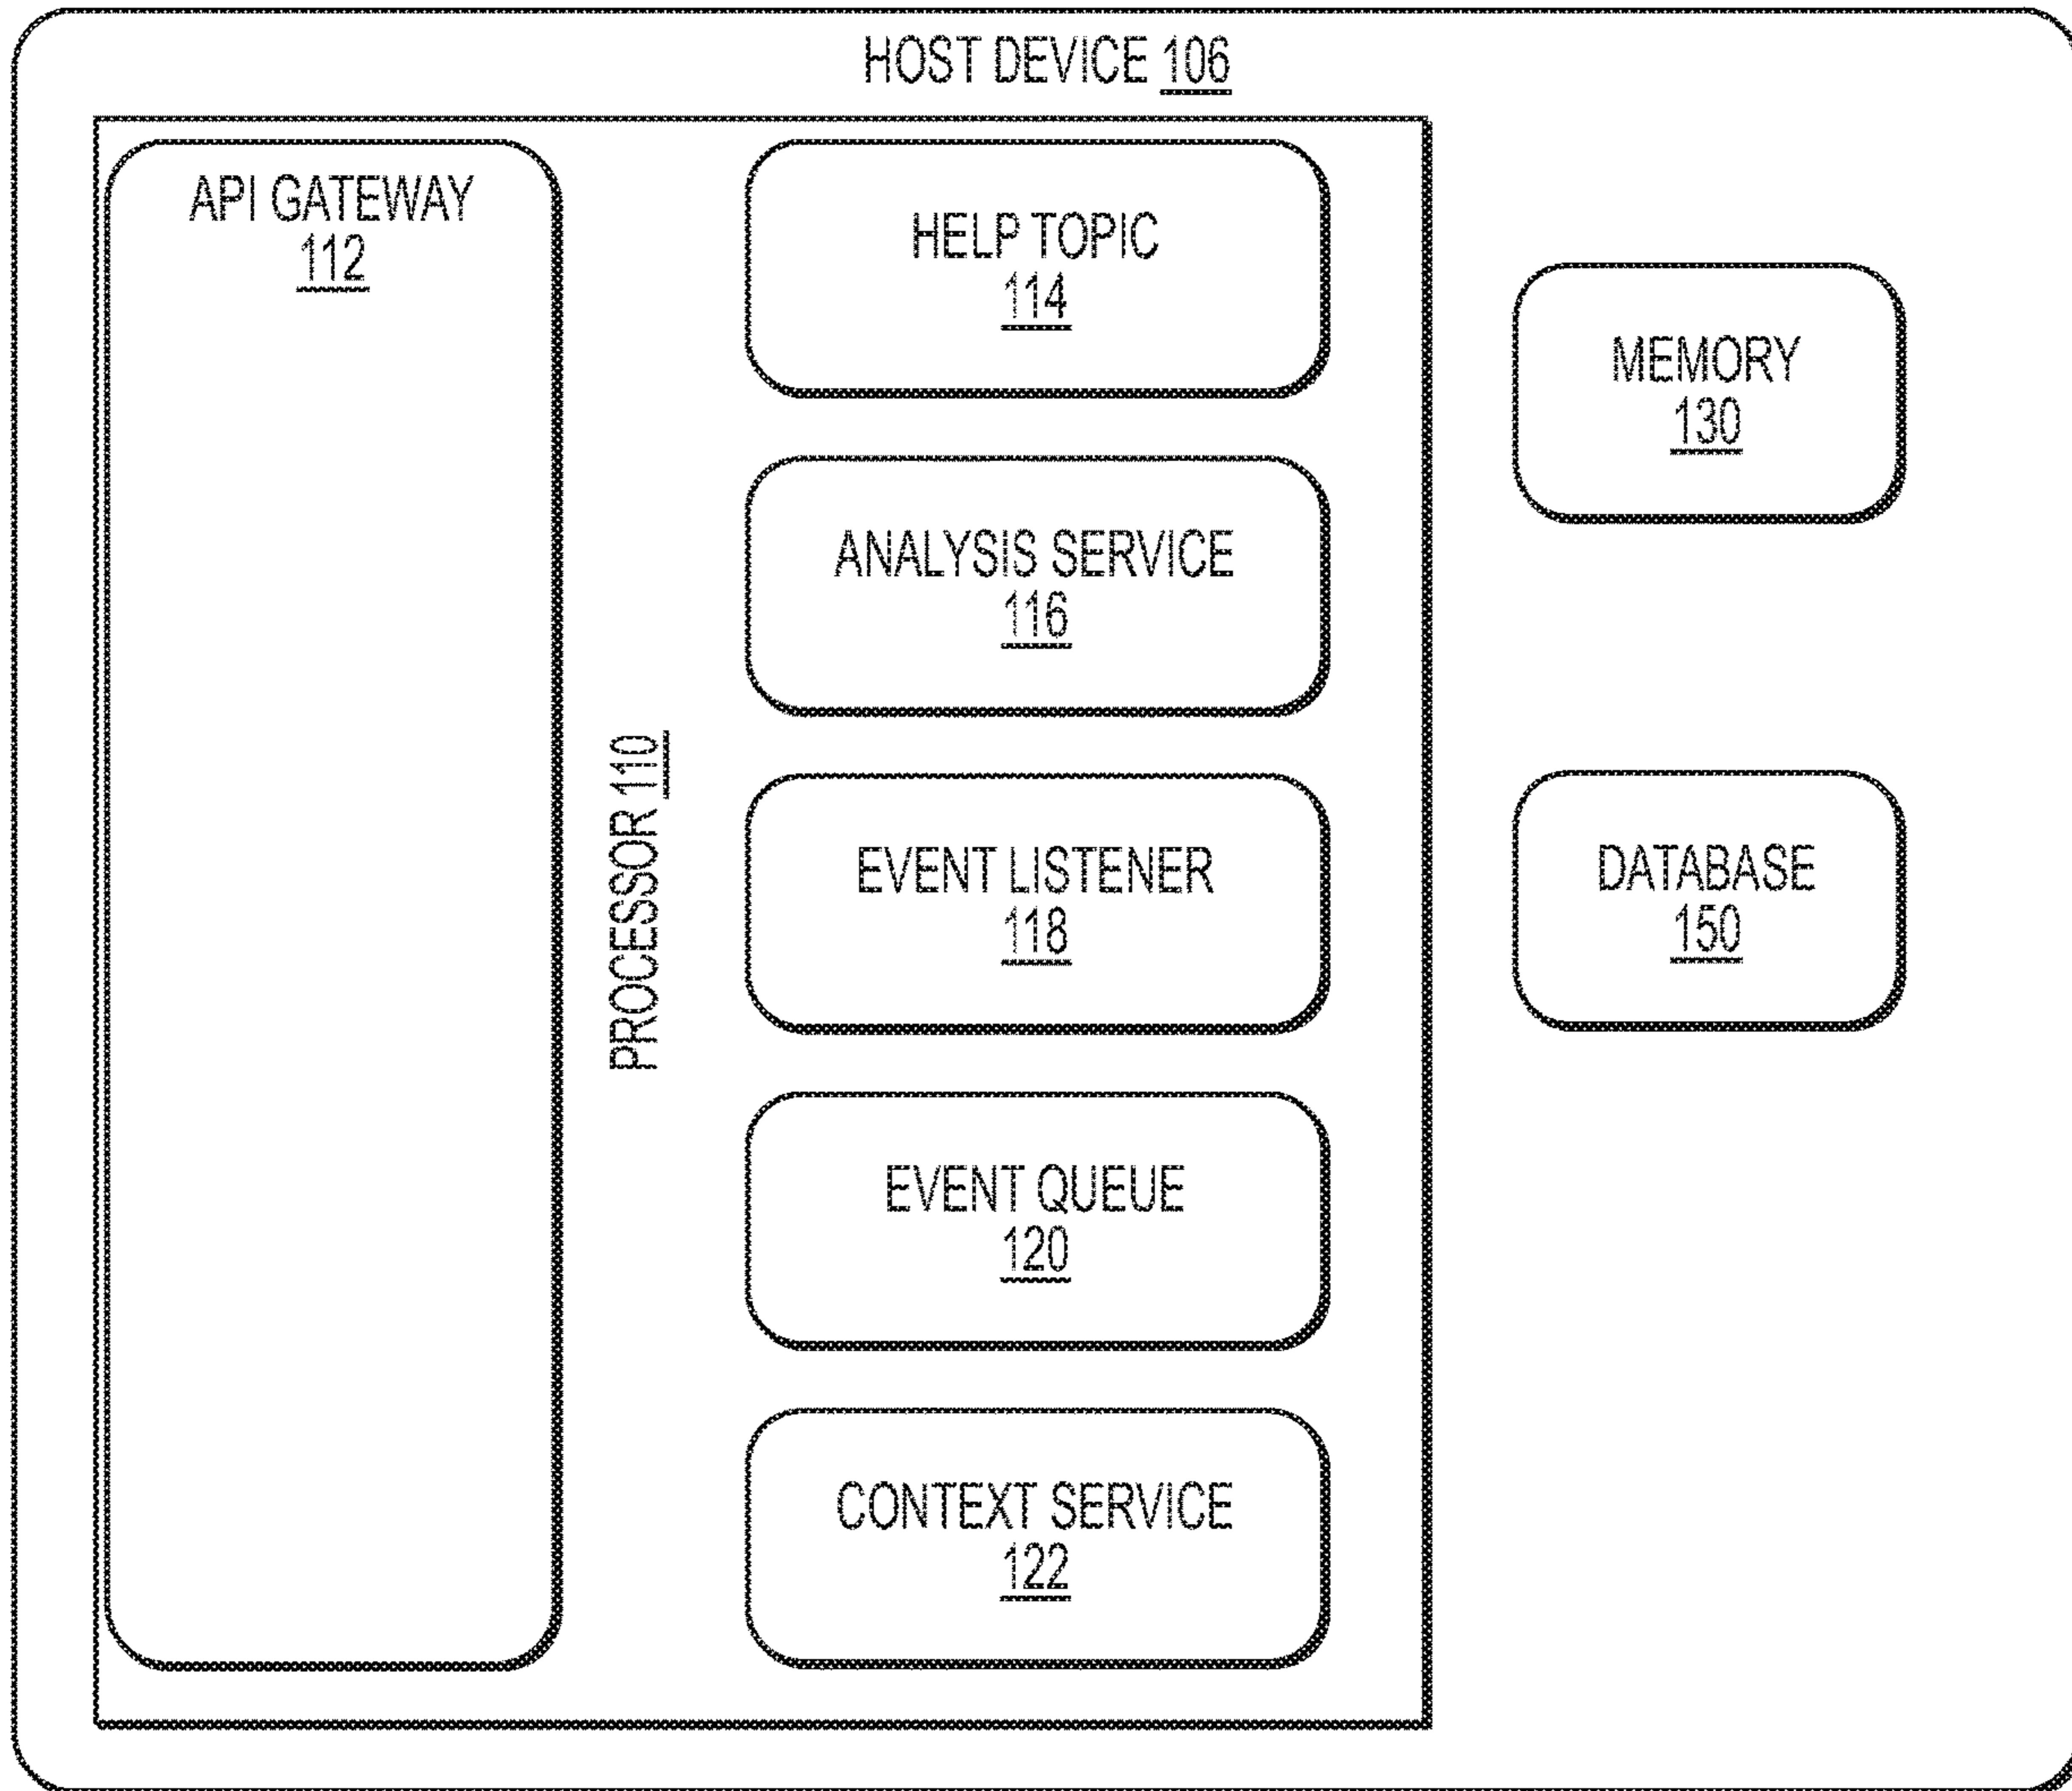 HOST DEVICE 106
API GATEWAY
112
PROCESSOR 110
HELP TOPIC
114
ANALYSIS SERVICE
116
EVENT LISTENER
118
EVENT QUEUE
120
CONTEXT SERVICE
122
MEMORY
130
DATABASE
150